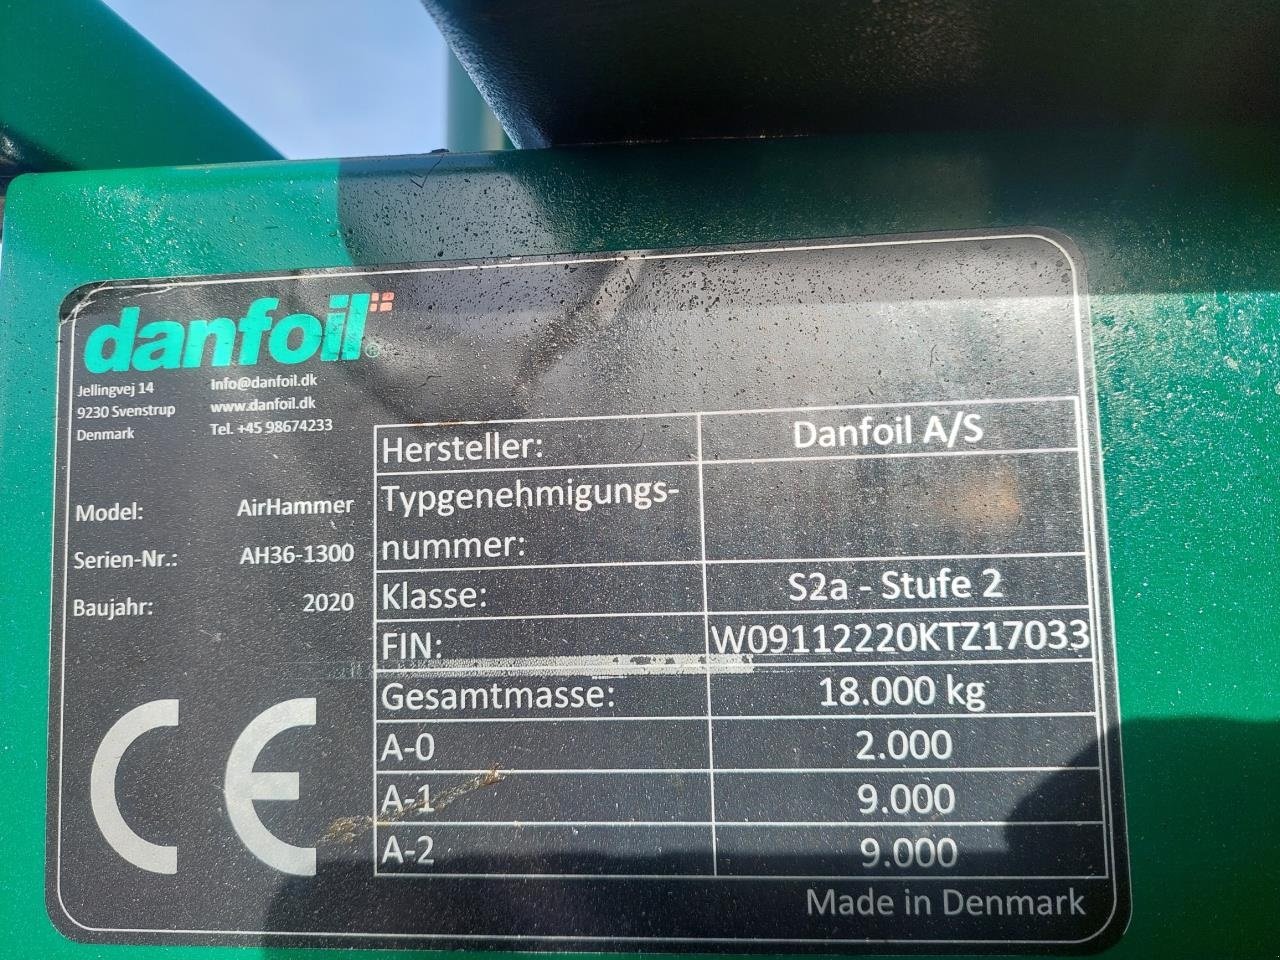 danfoil®
Jellingvej 14
9230 Svenstrup
Denmark
Info@danfoil.dk
www.danfoil.dk
Tel. +45 98674233
Model: AirHammer
Serien-Nr.: AH36-1300
Baujahr: 2020
CE
Hersteller: Danfoil A/S
Typgenehmigungs-
nummer:
Klasse: S2a - Stufe 2
FIN: W09112220KTZ17033
Gesamtmasse: 18.000 kg
A-0 2.000
A-1 9.000
A-2 9.000
Made in Denmark